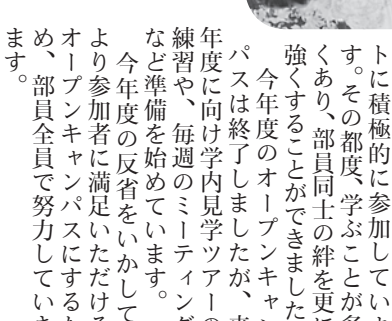 トに積極的に参加してい
す。その都度、学ぶことが多
くあり、部員同士の絆を更に
強くすることができました
今年度のオープンキャン
パスは終了しましたが、来
年度に向け学内見学ツアーの
練習や、毎週のミーティング
など準備を始めています。
今年度の反省をいかして
より参加者に満足いただける
オープンキャンパスにするた
め、部員全員で努力していき
ます。